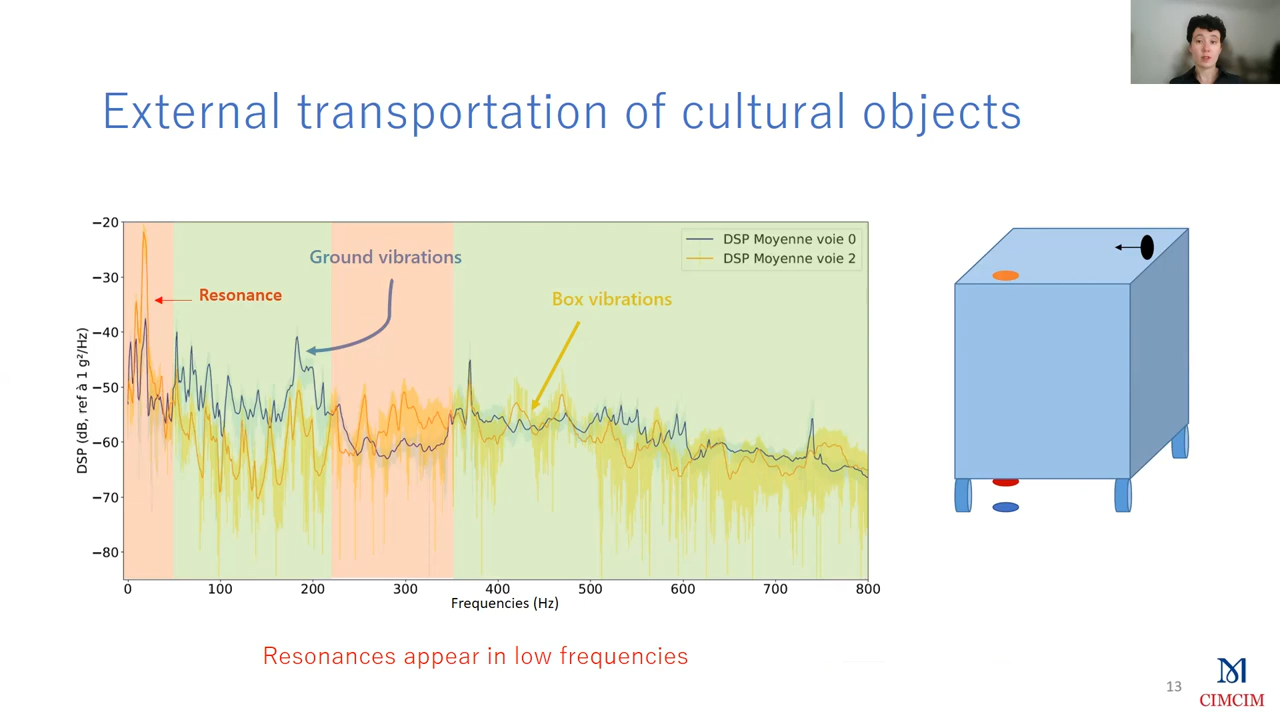 External transportation of cultural objects
DSP (dB, ref à 1 g²/Hz)
−20
−30
−40
−50
−60
−70
−80
Ground vibrations
Resonance
Box vibrations
DSP Moyenne voie 0
DSP Moyenne voie 2
0 100 200 300 400 500 600 700 800
Frequencies (Hz)
Resonances appear in low frequencies
13
CIMCIM